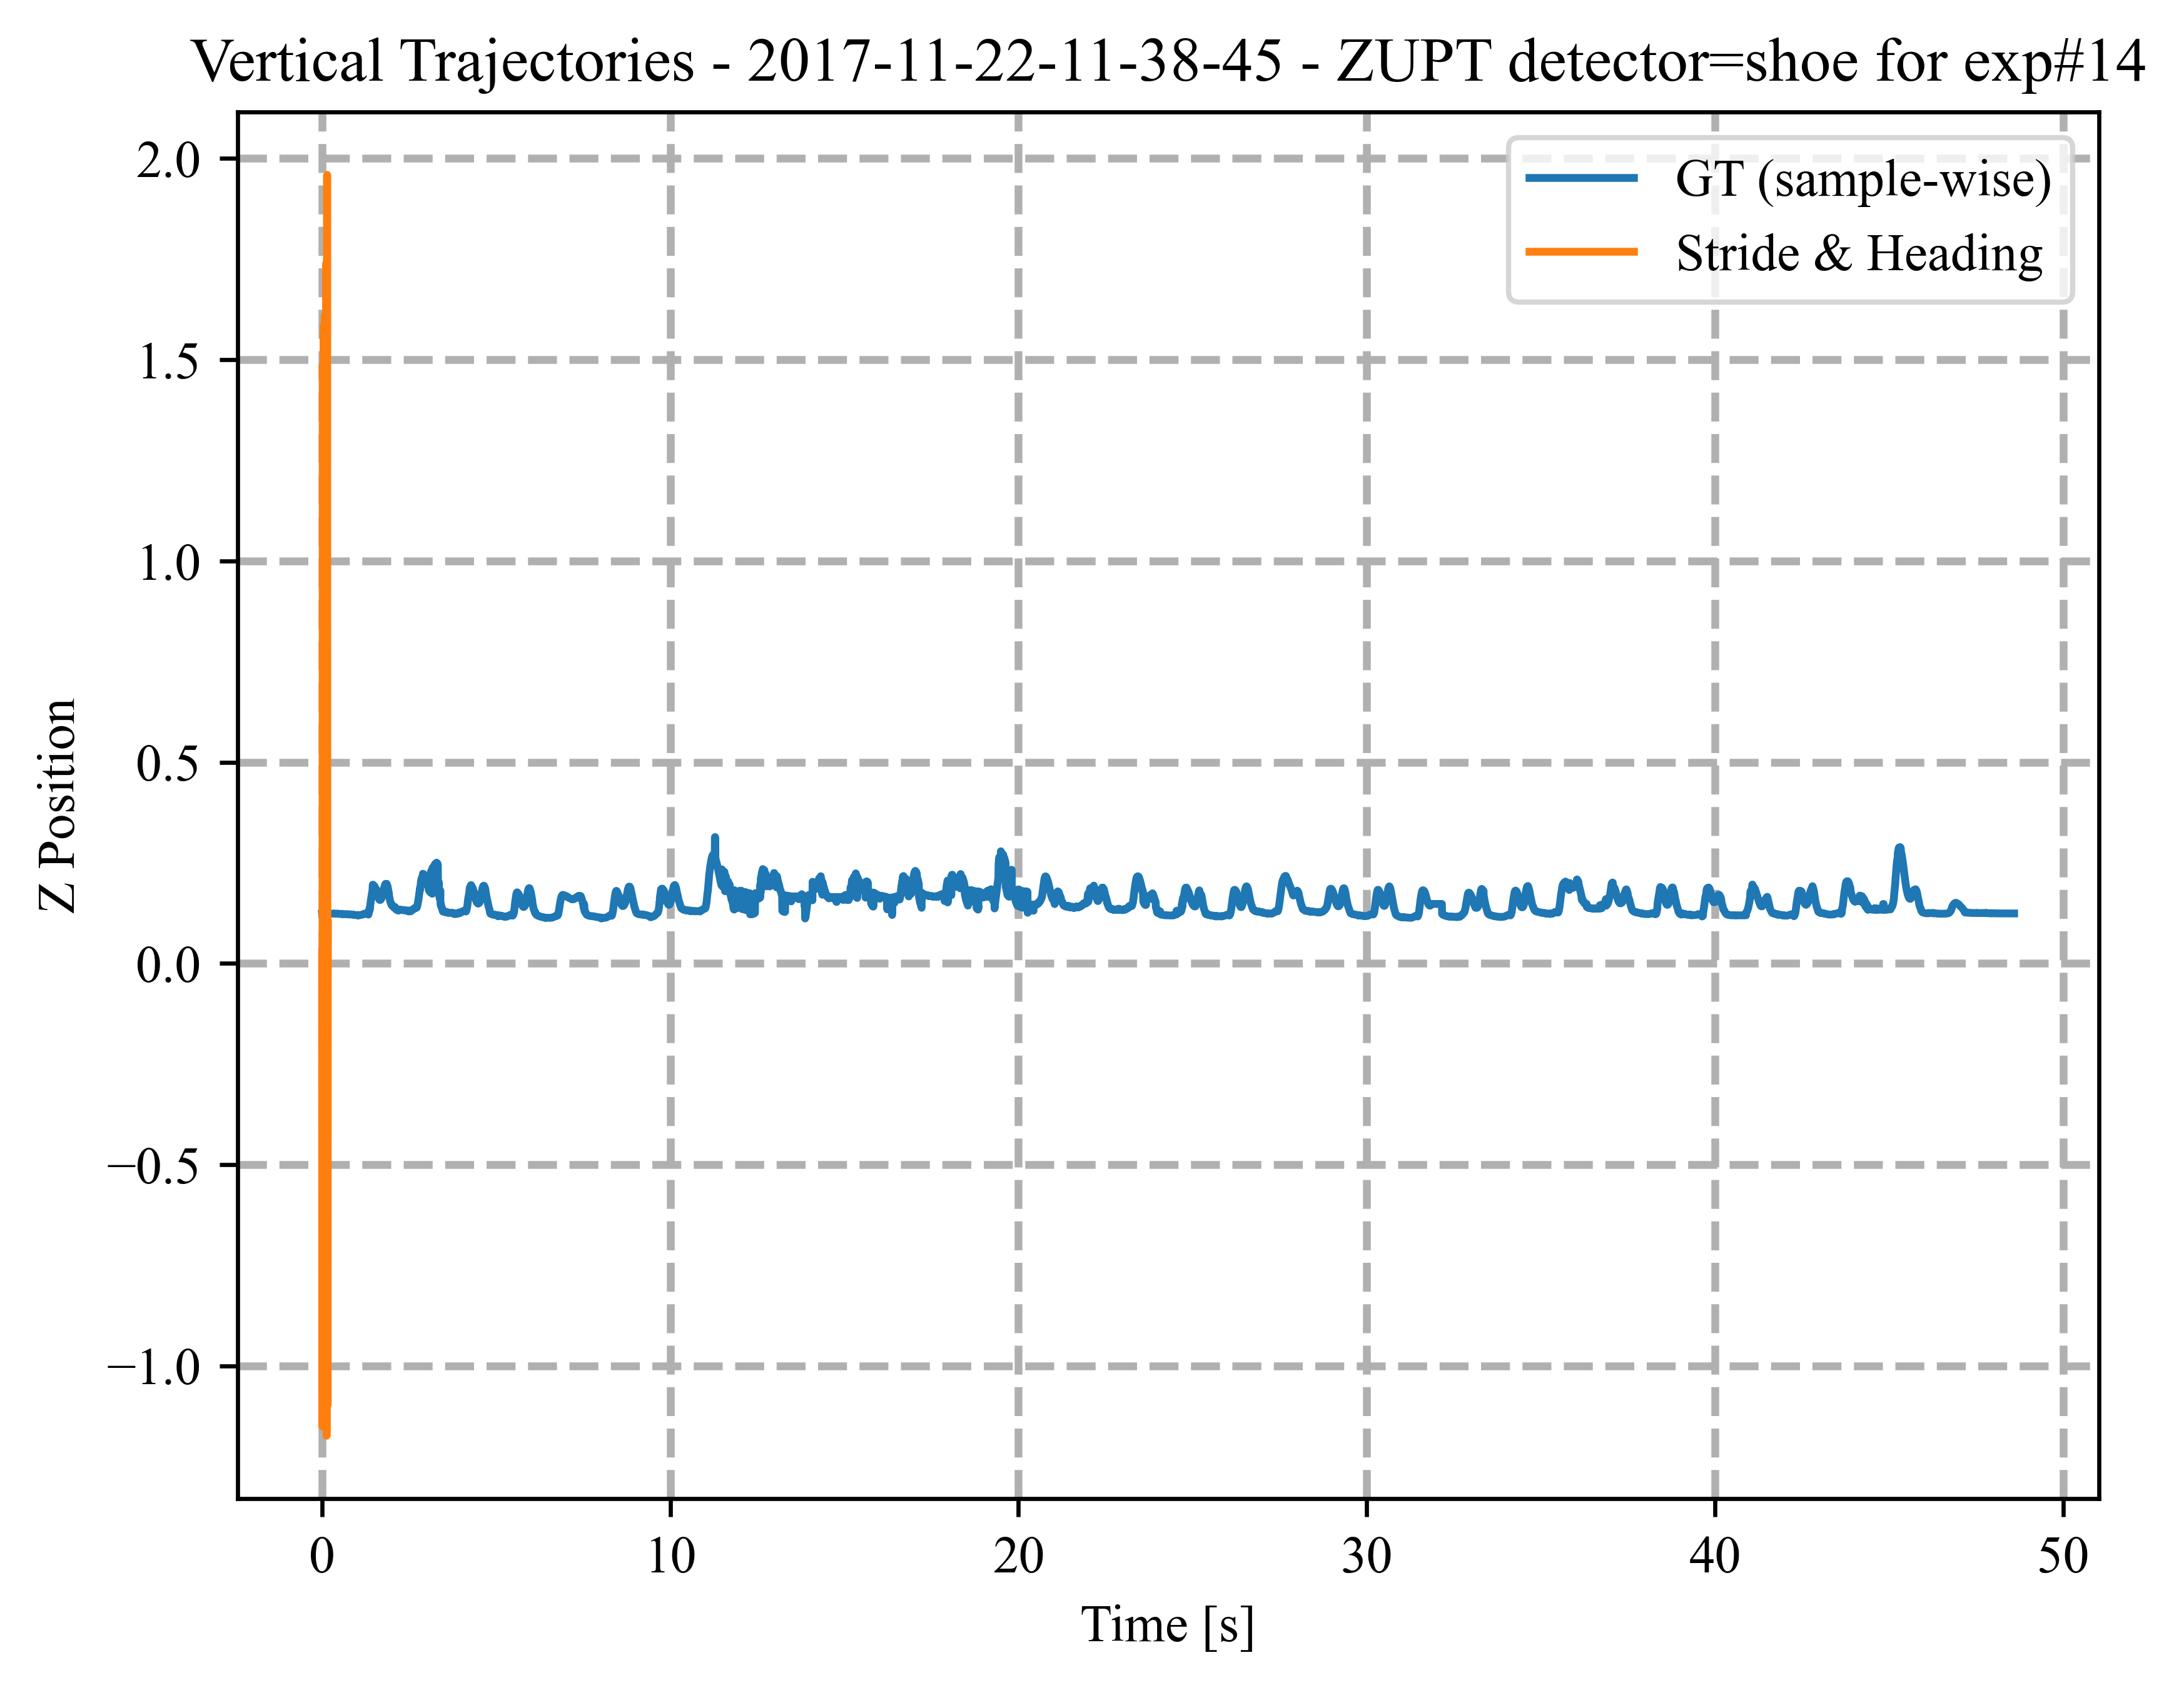 Vertical Trajectories - 2017-11-22-11-38-45 - ZUPT detector=shoe for exp#14
GT (sample-wise)
Stride & Heading
2.0
1.5
1.0
0.5
0.0
−0.5
−1.0
Z Position
0 10 20 30 40 50
Time [s]